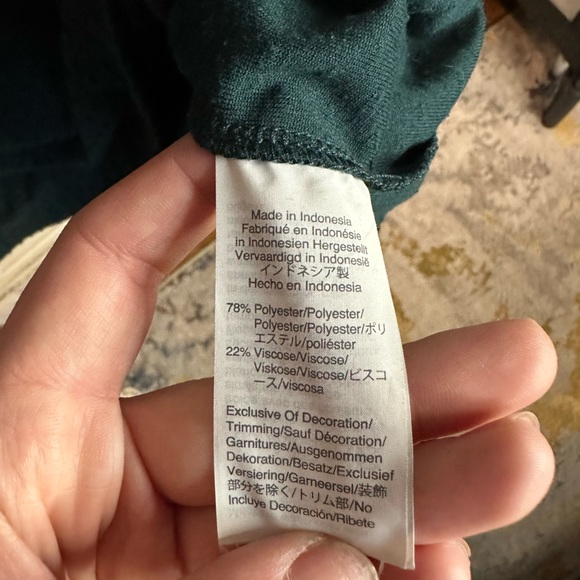 Made in Indonesia
Fabriqué en Indonésie
in Indonesien Hergestellt
Vervaardigd in Indonesië
インドネシア製
Hecho en Indonesia
78% Polyester/Polyester/
Polyester/Polyester/ポリ
エステル/poliéster
22% Viscose/Viscose/
Viskose/Viscose/ビスコ
ース/viscosa
Exclusive Of Decoration/
Trimming/Sauf Décoration/
Garnitures/Ausgenommen
Dekoration/Besatz/Exclusief
Versiering/Garneersel/装飾
部分を除く/トリム部/No
Incluye Decoración/Ribete